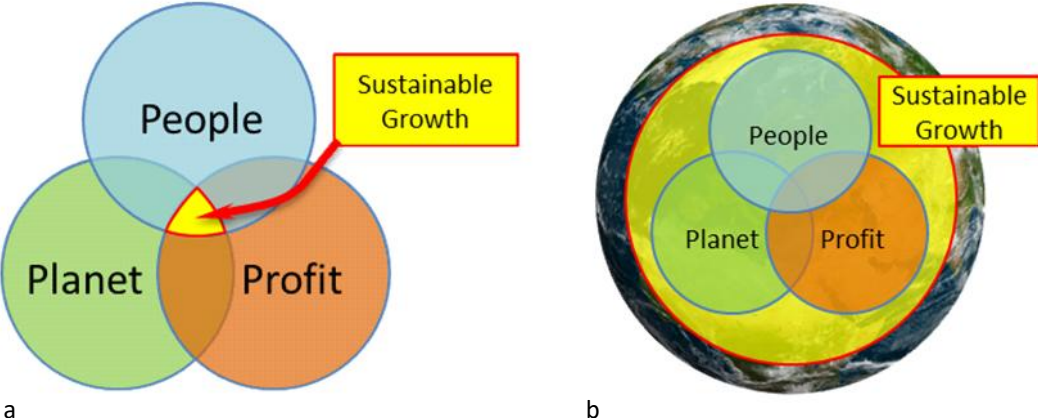 People
Sustainable
Growth
Planet
Profit
a
People
Sustainable
Growth
Planet
Profit
b